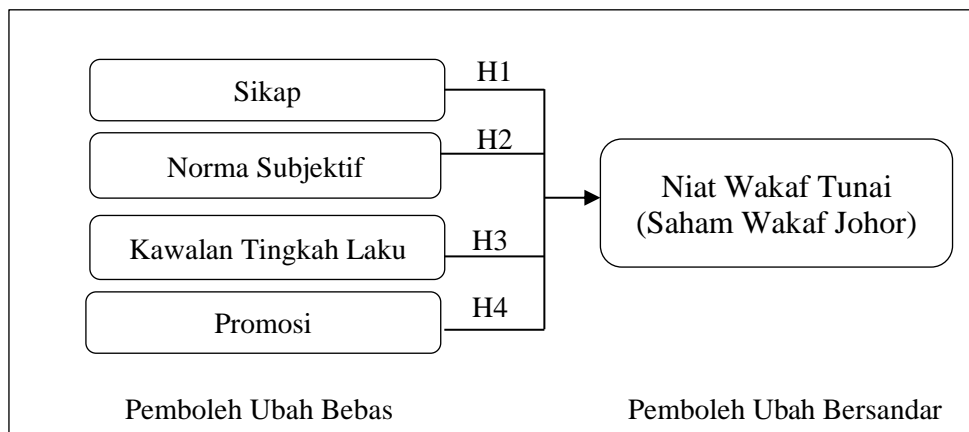 H1
Sikap
H2
Norma Subjektif
Niat Wakaf Tunai
(Saham Wakaf Johor)
H3
Kawalan Tingkah Laku
H4
Promosi
Pemboleh Ubah Bebas
Pemboleh Ubah Bersandar